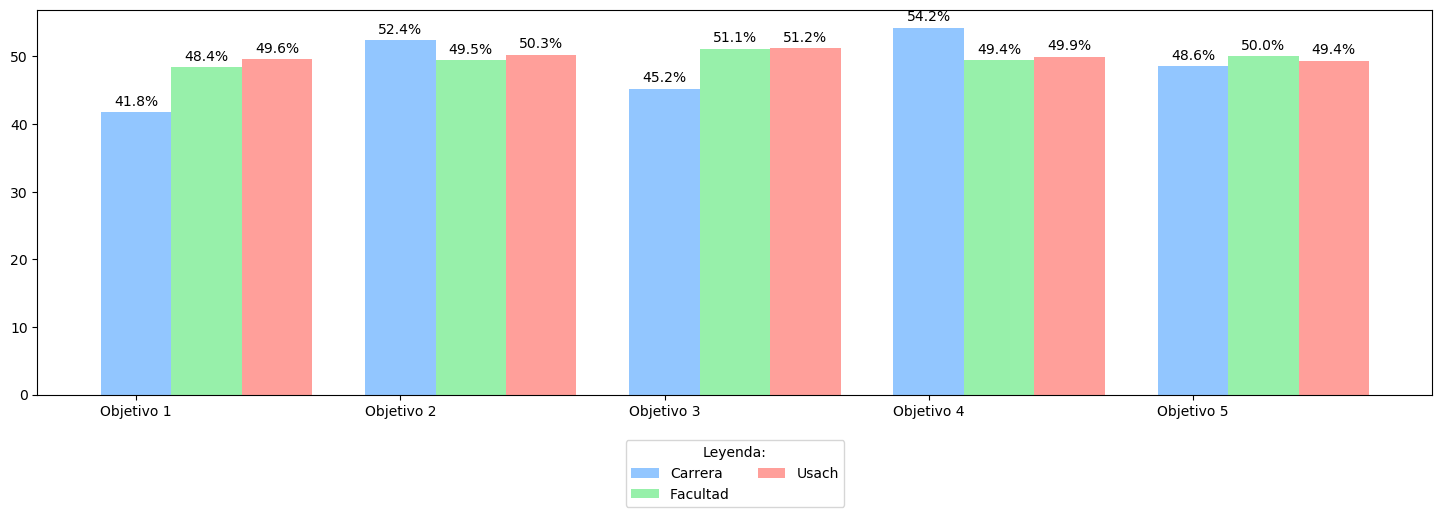 54.2%
52.4%
51.1%
51.2%
50.3%
49.6%
49.5%
49.4%
49.9%
48.6%
50.0%
49.4%
48.4%
45.2%
41.8%
50
40
30
20
10
0
Objetivo 1
Objetivo 2
Objetivo 3
Objetivo 4
Objetivo 5
Leyenda:
Carrera
Usach
Facultad